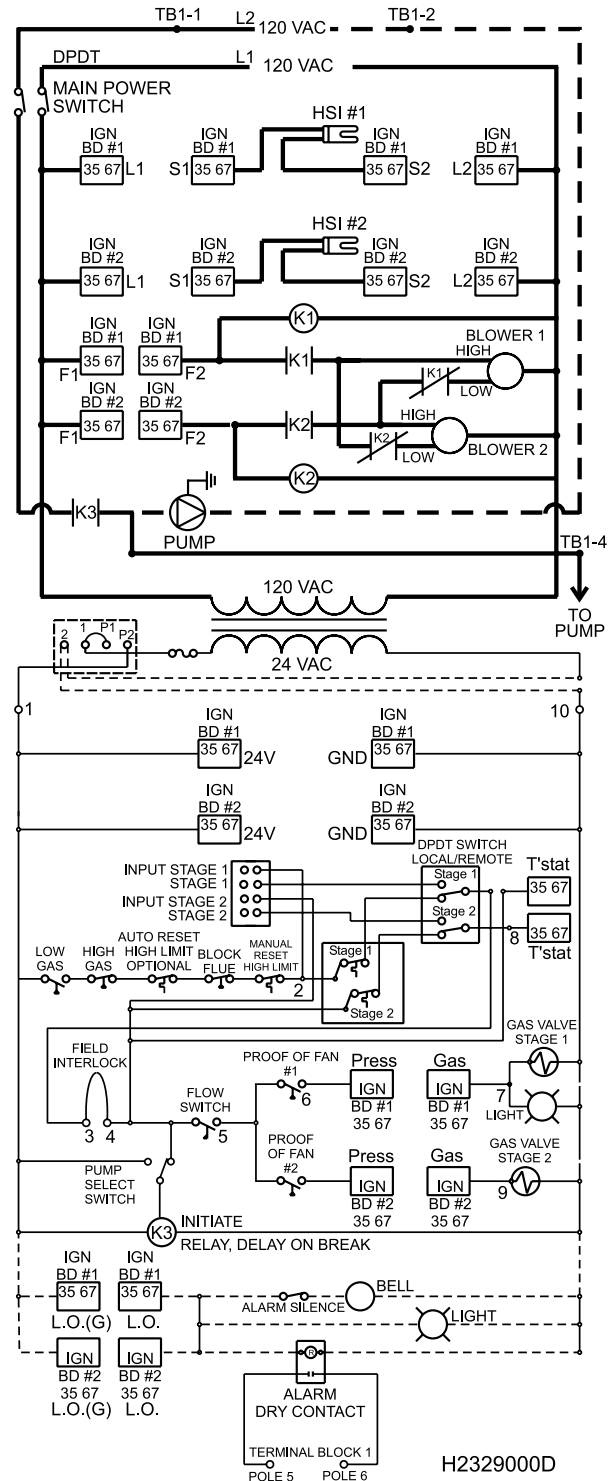 TB1-1 L2 120 VAC TB1-2
DPDT L1 120 VAC
MAIN POWER
SWITCH
HSI #1
IGN IGN IGN IGN
BD #1 BD #1 BD #1 BD #1
35 67 L1 S1 35 67 35 67 S2 L2 35 67
HSI #2
IGN IGN IGN IGN
BD #2 BD #2 BD #2 BD #2
35 67 L1 S1 35 67 35 67 S2 L2 35 67
K1
IGN IGN
BD #1 BD #1
BLOWER 1
F1 35 67 35 67 F2 K1 HIGH
K1
LOW
IGN IGN
BD #2 BD #2
F1 35 67 35 67 F2 K2 HIGH
K2
LOW
BLOWER 2
K2
K3
PUMP
TB1-4
TO
PUMP
120 VAC
2 1 P1 P2
24 VAC
1 10
IGN IGN
BD #1 BD #1
35 67 24V GND 35 67
IGN IGN
BD #2 BD #2
35 67 24V GND 35 67
DPDT SWITCH
LOCAL/REMOTE
INPUT STAGE 1
STAGE 1
INPUT STAGE 2
STAGE 2
Stage 1
Stage 2
T'stat
35 67
8 35 67
T'stat
LOW
GAS
HIGH
GAS
AUTO RESET
HIGH LIMIT
OPTIONAL
BLOCK
FLUE
MANUAL
RESET
HIGH LIMIT
2
Stage 1
Stage 2
GAS VALVE
STAGE 1
FIELD
INTERLOCK
3 4
FLOW
SWITCH
5
PROOF OF FAN
#1
6
Press Gas
IGN IGN
BD #1 BD #1
35 67 35 67
7
LIGHT
PROOF
OF FAN
#2
Press Gas
IGN IGN
BD #2 BD #2
35 67 35 67
GAS VALVE
STAGE 2
9
PUMP
SELECT
SWITCH
K3 INITIATE
RELAY, DELAY ON BREAK
IGN IGN
BD #1 BD #1
35 67 35 67
L.O.(G) L.O.
ALARM SILENCE
BELL
LIGHT
IGN IGN
BD #2 BD #2
35 67 35 67
L.O.(G) L.O.
R
ALARM
DRY CONTACT
TERMINAL BLOCK 1
POLE 5 POLE 6
H2329000D